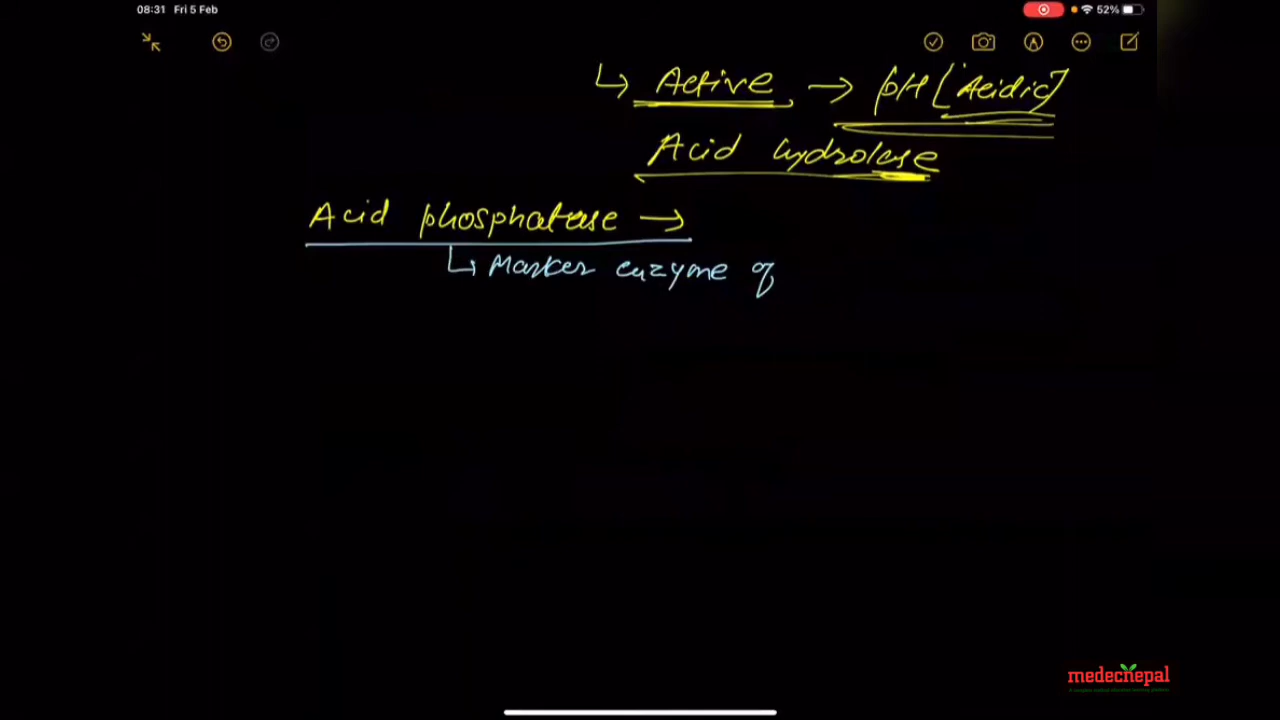 08:31 Fri 5 Feb
52%
↳ Active → pH [Acidic]
Acid hydrolase
Acid phosphatase →
↳ Marker enzyme of
medecnepal